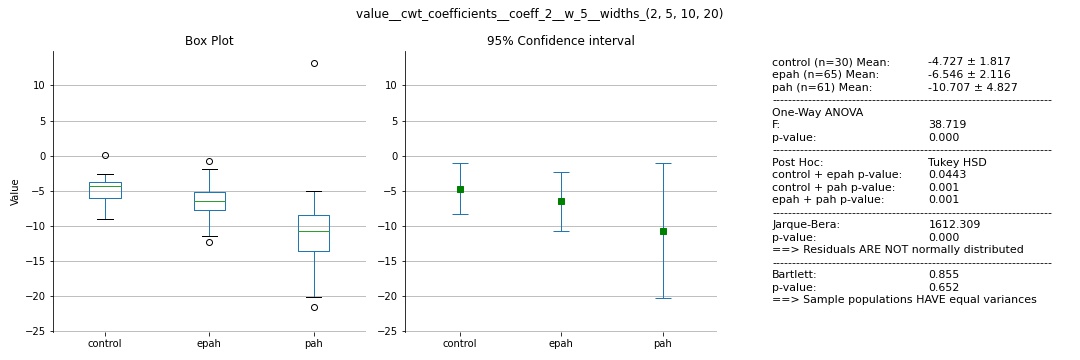 value__cwt_coefficients__coeff_2__w_5__widths_(2, 5, 10, 20)
Box Plot
Value
10
5
0
−5
−10
−15
−20
−25
control
epah
pah
95% Confidence interval
10
5
0
−5
−10
−15
−20
−25
control
epah
pah
control (n=30) Mean: -4.727 ± 1.817
epah (n=65) Mean: -6.546 ± 2.116
pah (n=61) Mean: -10.707 ± 4.827
One-Way ANOVA
F: 38.719
p-value: 0.000
Post Hoc: Tukey HSD
control + epah p-value: 0.0443
control + pah p-value: 0.001
epah + pah p-value: 0.001
Jarque-Bera: 1612.309
p-value: 0.000
==> Residuals ARE NOT normally distributed
Bartlett: 0.855
p-value: 0.652
==> Sample populations HAVE equal variances